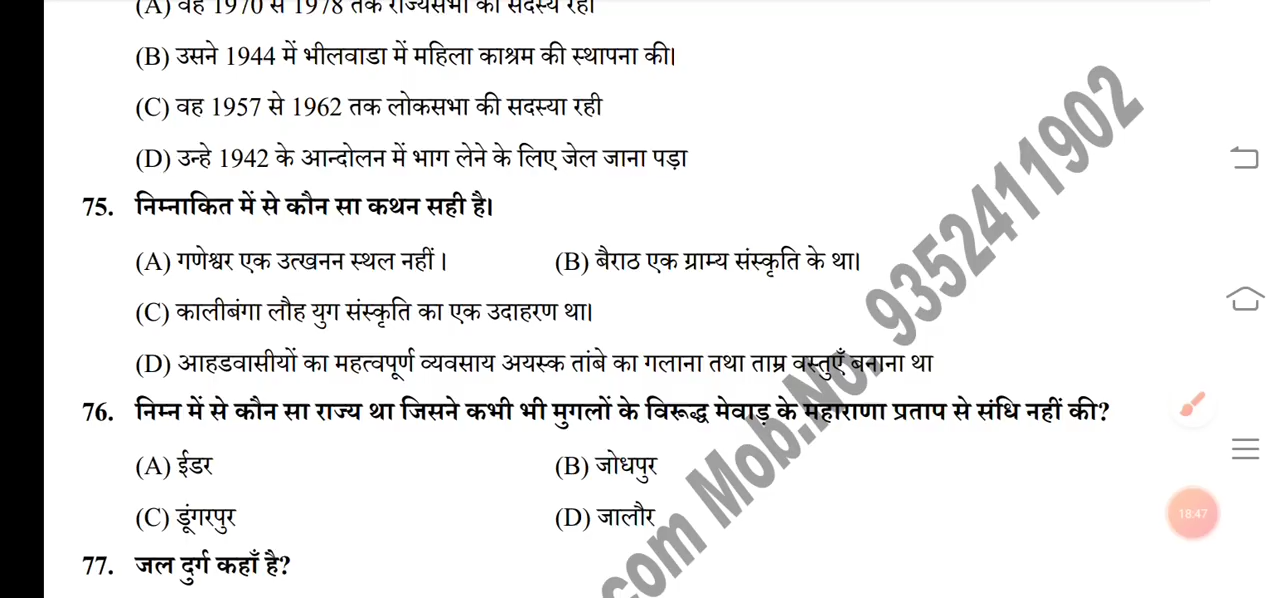 (A) वह 1970 से 1978 तक राज्यसभा की सदस्य रही
(B) उसने 1944 में भीलवाडा में महिला काश्रम की स्थापना की।
(C) वह 1957 से 1962 तक लोकसभा की सदस्या रही
(D) उन्हे 1942 के आन्दोलन में भाग लेने के लिए जेल जाना पड़ा
75. निम्नाकित में से कौन सा कथन सही है।
(A) गणेश्वर एक उत्खनन स्थल नहीं। (B) बैराठ एक ग्राम्य संस्कृति के था।
(C) कालीबंगा लौह युग संस्कृति का एक उदाहरण था।
(D) आहडवासीयों का महत्वपूर्ण व्यवसाय अयस्क तांबे का गलाना तथा ताम्र वस्तुएँ बनाना था
76. निम्न में से कौन सा राज्य था जिसने कभी भी मुगलों के विरूद्ध मेवाड़ के महाराणा प्रताप से संधि नहीं की?
(A) ईडर (B) जोधपुर
(C) डूंगरपुर (D) जालौर
77. जल दुर्ग कहाँ है?
com Mob.No. 9352411902
18:47